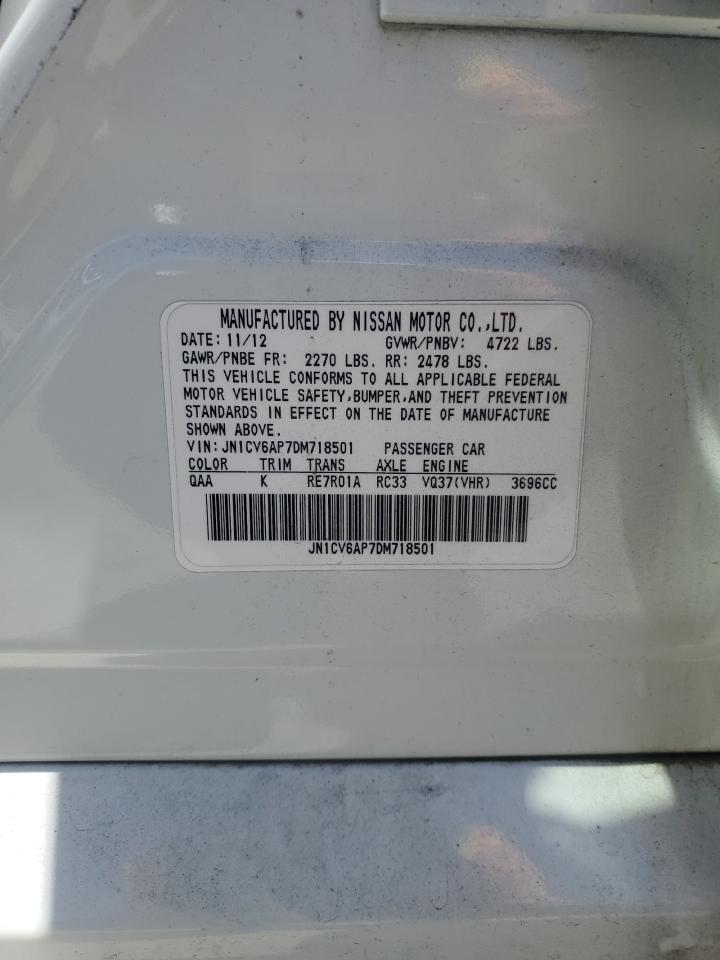 MANUFACTURED BY NISSAN MOTOR CO.,LTD.
DATE: 11/12 GVWR/PNBV: 4722 LBS.
GAWR/PNBE FR: 2270 LBS. RR: 2478 LBS.
THIS VEHICLE CONFORMS TO ALL APPLICABLE FEDERAL
MOTOR VEHICLE SAFETY,BUMPER,AND THEFT PREVENTION
STANDARDS IN EFFECT ON THE DATE OF MANUFACTURE
SHOWN ABOVE.
VIN: JN1CV6AP7DM718501 PASSENGER CAR
COLOR TRIM TRANS AXLE ENGINE
QAA K RE7R01A RC33 VQ37(VHR) 3696CC
JN1CV6AP7DM718501